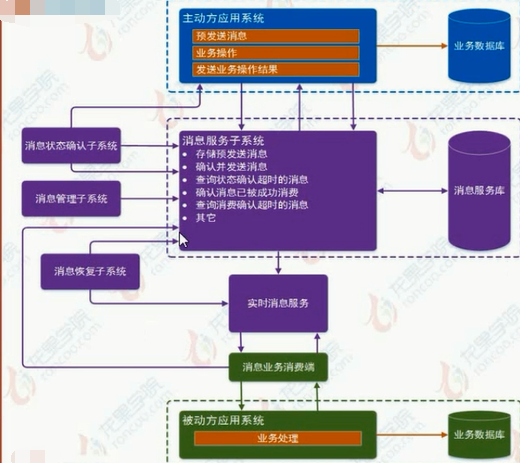 主动方应用系统
预发送消息
业务操作
发送业务操作结果
业务数据库
消息状态确认子系统
消息管理子系统
消息恢复子系统
消息服务子系统
• 存储预发送消息
• 确认并发送消息
• 查询状态确认超时的消息
• 确认消息已被成功消费
• 查询消费确认超时的消息
• 其它
消息服务库
实时消息服务
消息业务消费端
被动方应用系统
业务处理
业务数据库
龙果学院
roncoo.com